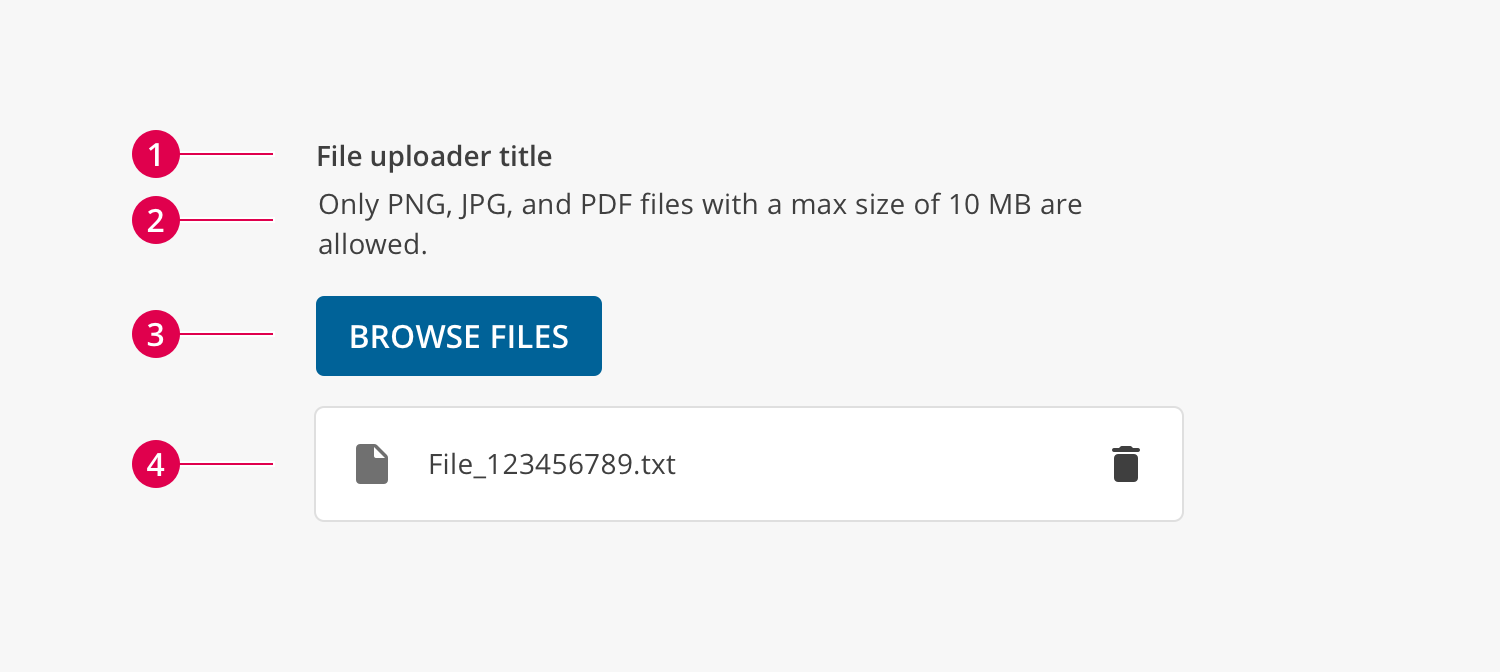 1
File uploader title
2
Only PNG, JPG, and PDF files with a max size of 10 MB are
allowed.
3
BROWSE FILES
4
File_123456789.txt